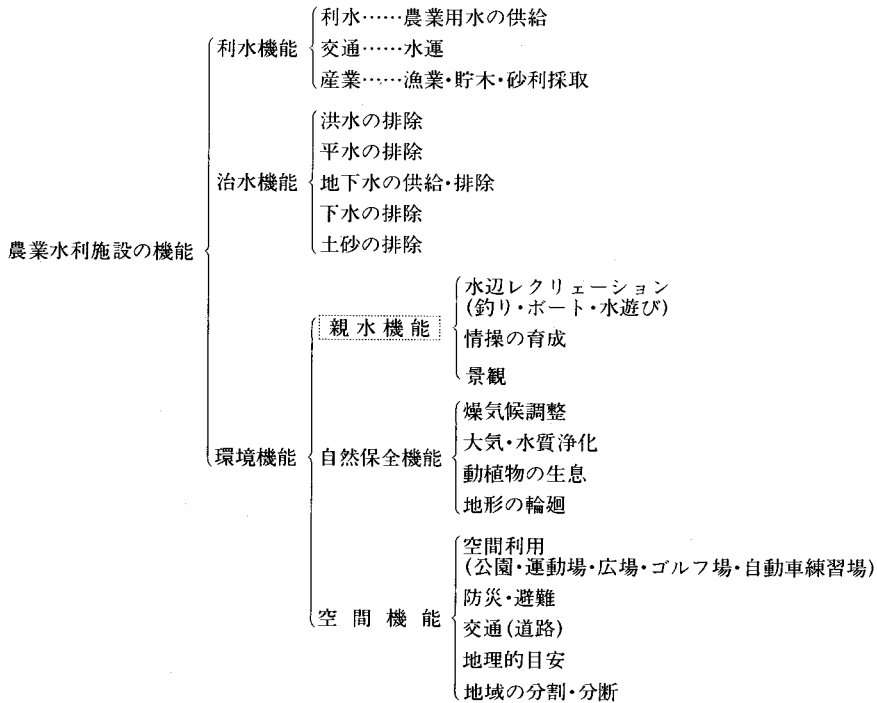 農業水利施設の機能
利水機能
利水……農業用水の供給
交通……水運
産業……漁業・貯木・砂利採取
治水機能
洪水の排除
平水の排除
地下水の供給・排除
下水の排除
土砂の排除
環境機能
親水機能
水辺レクリェーション
(釣り・ボート・水遊び)
情操の育成
景観
自然保全機能
燥気候調整
大気・水質浄化
動植物の生息
地形の輪廻
空間機能
空間利用
(公園・運動場・広場・ゴルフ場・自動車練習場)
防災・避難
交通(道路)
地理的目安
地域の分割・分断